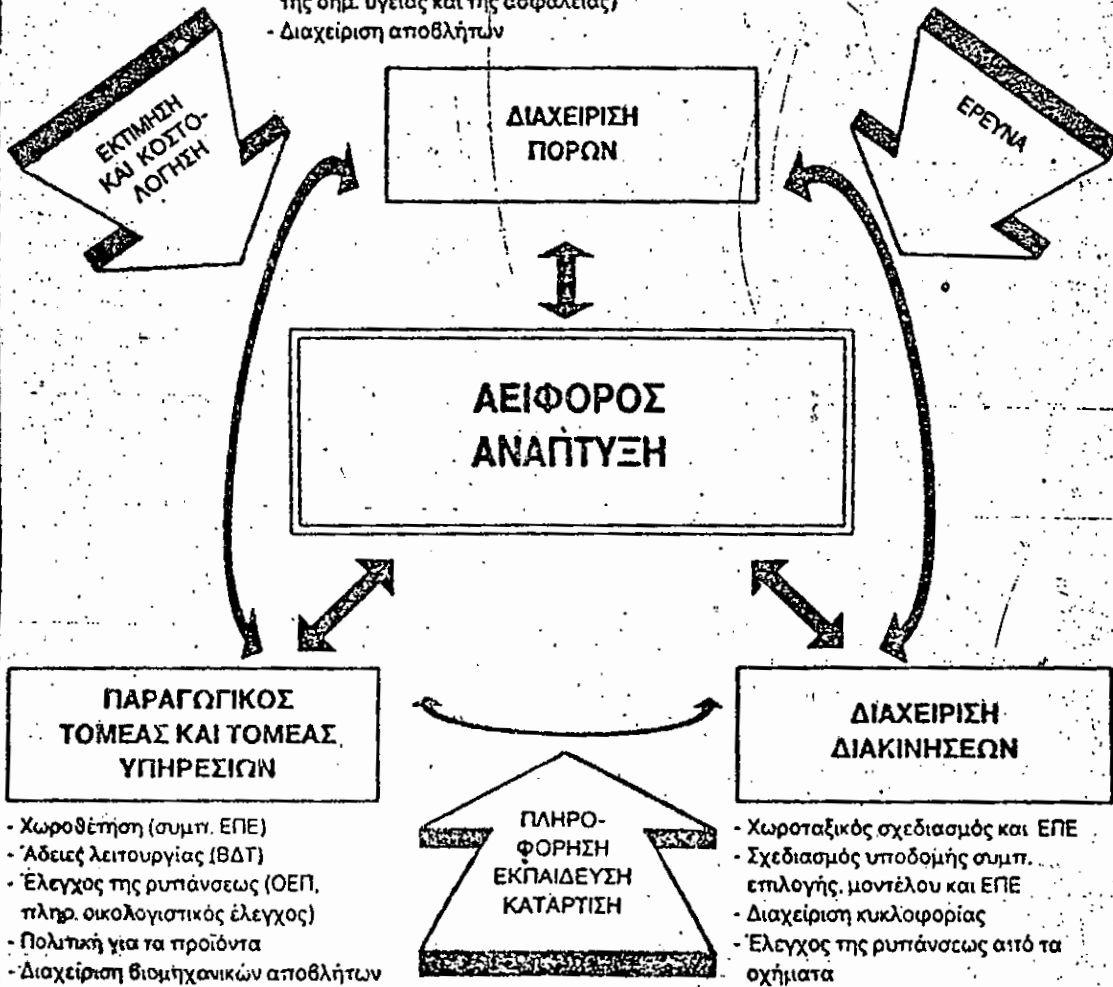 της δημ. υγείας και της ασφάλειας)
- Διαχείριση αποβλήτων
ΕΚΤΙΜΗΣΗ
ΚΑΙ ΚΟΣΤΟ-
ΛΟΓΗΣΗ
ΔΙΑΧΕΙΡΙΣΗ
ΠΟΡΩΝ
ΕΡΕΥΝΑ
ΑΕΙΦΟΡΟΣ
ΑΝΑΠΤΥΞΗ
ΠΑΡΑΓΩΓΙΚΟΣ
ΤΟΜΕΑΣ ΚΑΙ ΤΟΜΕΑΣ
ΥΠΗΡΕΣΙΩΝ
- Χωροθέτηση (συμπ. ΕΠΕ)
- Άδειες λειτουργίας (ΒΔΤ)
- Έλεγχος της ρυπάνσεως (ΟΕΠ,
πληρ. οικολογιστικός έλεγχος)
- Πολιτική για τα προϊόντα
- Διαχείριση βιομηχανικών αποβλήτων
ΠΛΗΡΟ-
ΦΟΡΗΣΗ
ΕΚΠΑΙΔΕΥΣΗ
ΚΑΤΑΡΤΙΣΗ
ΔΙΑΧΕΙΡΙΣΗ
ΔΙΑΚΙΝΗΣΕΩΝ
- Χωροταξικός σχεδιασμός και ΕΠΕ
- Σχεδιασμός υποδομής συμπ.
επιλογής, μοντέλου και ΕΠΕ
- Διαχείριση κυκλοφορίας
- Έλεγχος της ρυπάνσεως από τα
οχήματα